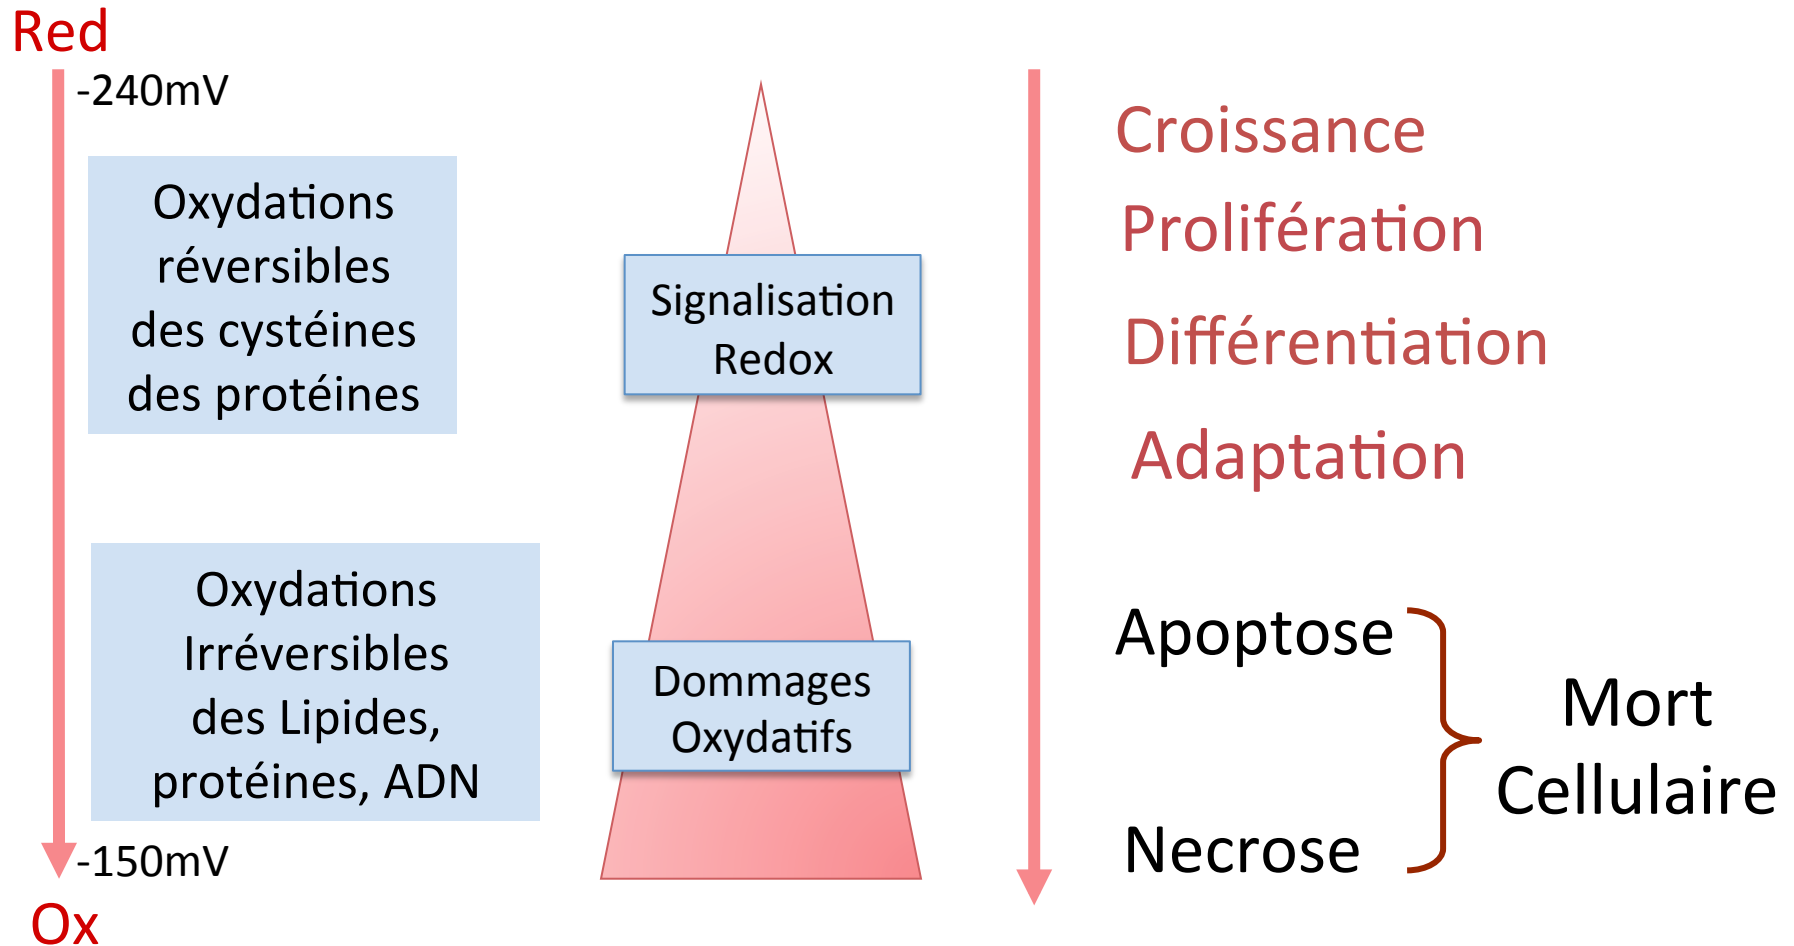 Red
-240mV
Oxydations
réversibles
des cystéines
des protéines
Oxydations
Irréversibles
des Lipides,
protéines, ADN
-150mV
Ox
Signalisation
Redox
Dommages
Oxydatifs
Croissance
Prolifération
Différentiation
Adaptation
Apoptose
Necrose
Mort
Cellulaire